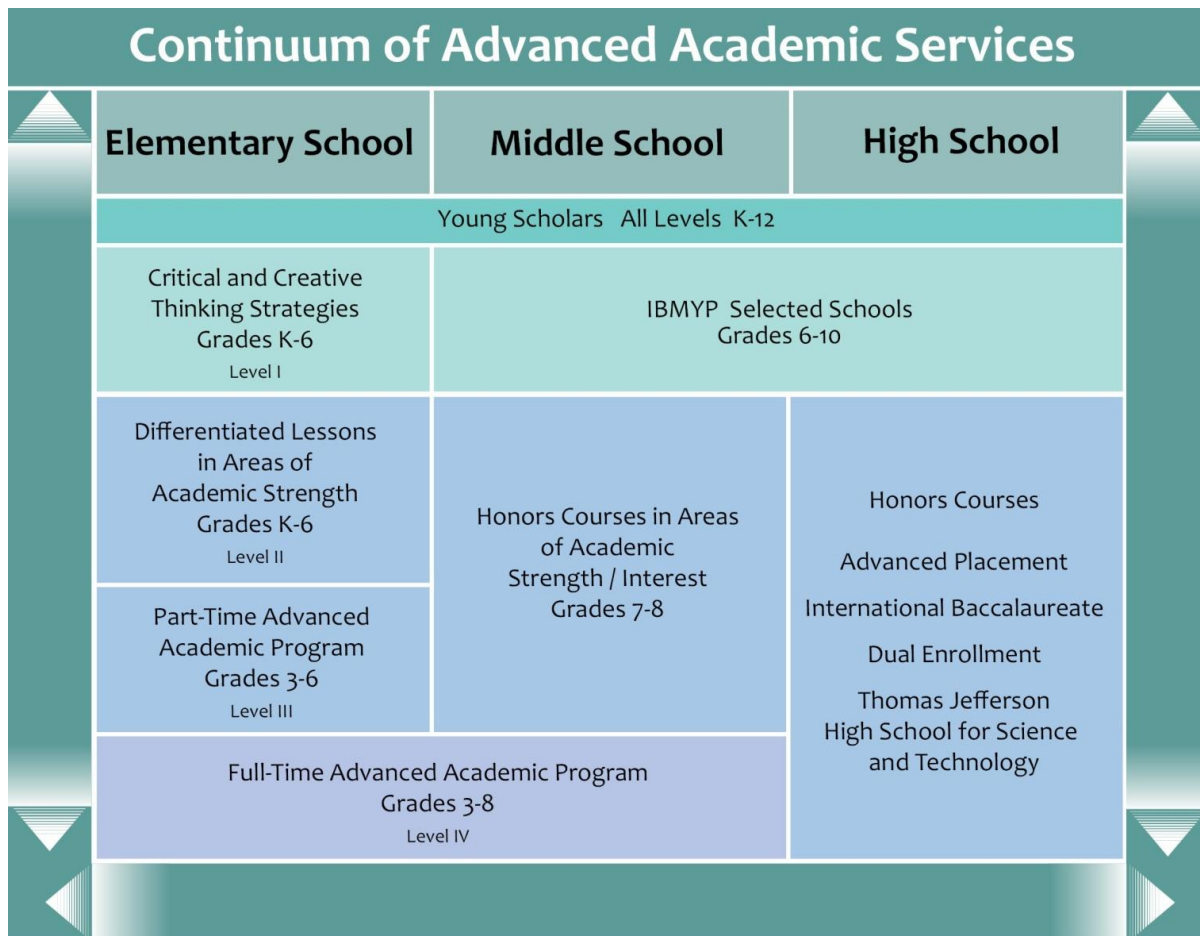 Continuum of Advanced Academic Services
Elementary School
Middle School
High School
Young Scholars All Levels K-12
Critical and Creative
Thinking Strategies
Grades K-6
Level I
IBMYP Selected Schools
Grades 6-10
Differentiated Lessons
in Areas of
Academic Strength
Grades K-6
Level II
Part-Time Advanced
Academic Program
Grades 3-6
Level III
Honors Courses in Areas
of Academic
Strength / Interest
Grades 7-8
Honors Courses
Advanced Placement
International Baccalaureate
Dual Enrollment
Thomas Jefferson
High School for Science
and Technology
Full-Time Advanced Academic Program
Grades 3-8
Level IV